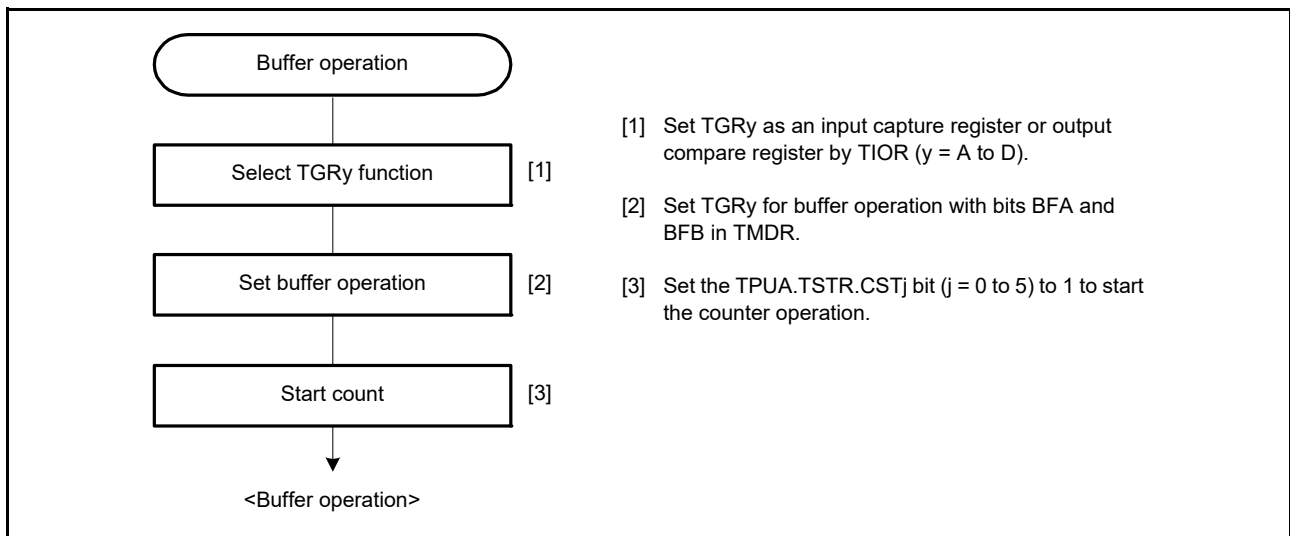 Buffer operation
Select TGRy function
[1]
Set buffer operation
[2]
Start count
[3]
<Buffer operation>
[1] Set TGRy as an input capture register or output
compare register by TIOR (y = A to D).
[2] Set TGRy for buffer operation with bits BFA and
BFB in TMDR.
[3] Set the TPUA.TSTR.CSTj bit (j = 0 to 5) to 1 to start
the counter operation.